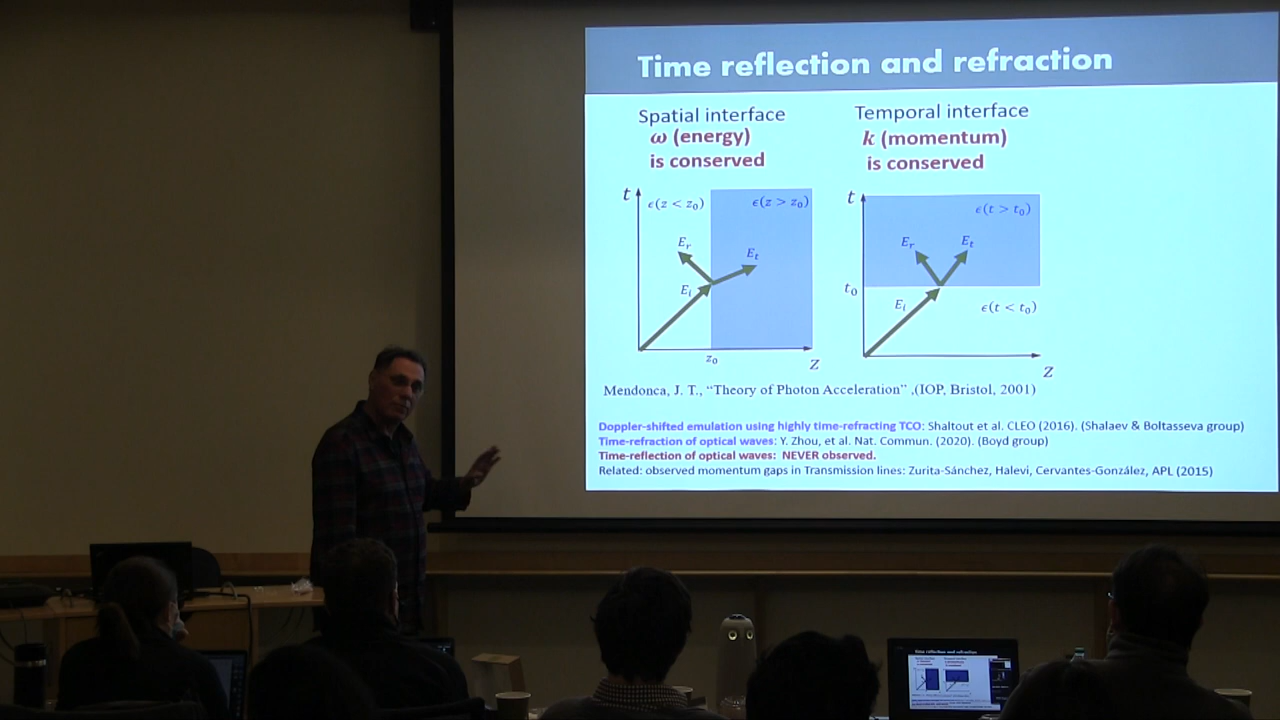 Time reflection and refraction
Spatial interface
ω (energy)
is conserved
Temporal interface
k (momentum)
is conserved
t
ϵ(z < z₀)
ϵ(z > z₀)
Eᵣ
Eₜ
Eᵢ
z₀
Z
t
ϵ(t > t₀)
Eᵣ
Eₜ
t₀
Eᵢ
ϵ(t < t₀)
Z
Mendonca, J. T., “Theory of Photon Acceleration” ,(IOP, Bristol, 2001)
Doppler-shifted emulation using highly time-refracting TCO: Shaltout et al. CLEO (2016). (Shalaev & Boltasseva group)
Time-refraction of optical waves: Y. Zhou, et al. Nat. Commun. (2020). (Boyd group)
Time-reflection of optical waves: NEVER observed.
Related: observed momentum gaps in Transmission lines: Zurita-Sánchez, Halevi, Cervantes-González, APL (2015)
Time reflection and refraction